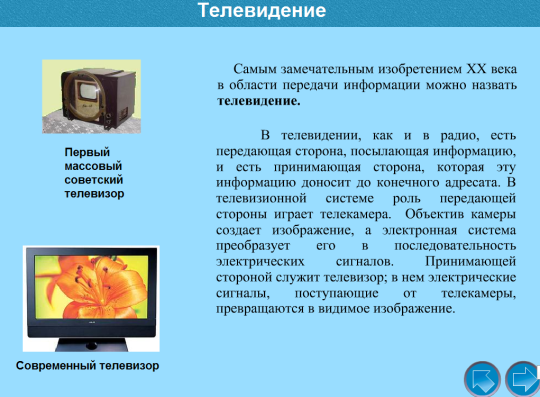 Телевидение
Первый
массовый
советский
телевизор
Современный телевизор
Самым замечательным изобретением XX века
в области передачи информации можно назвать
телевидение.
В телевидении, как и в радио, есть
передающая сторона, посылающая информацию,
и есть принимающая сторона, которая эту
информацию доносит до конечного адресата. В
телевизионной системе роль передающей
стороны играет телекамера. Объектив камеры
создает изображение, а электронная система
преобразует его в последовательность
электрических сигналов. Принимающей
стороной служит телевизор; в нем электрические
сигналы, поступающие от телекамеры,
превращаются в видимое изображение.